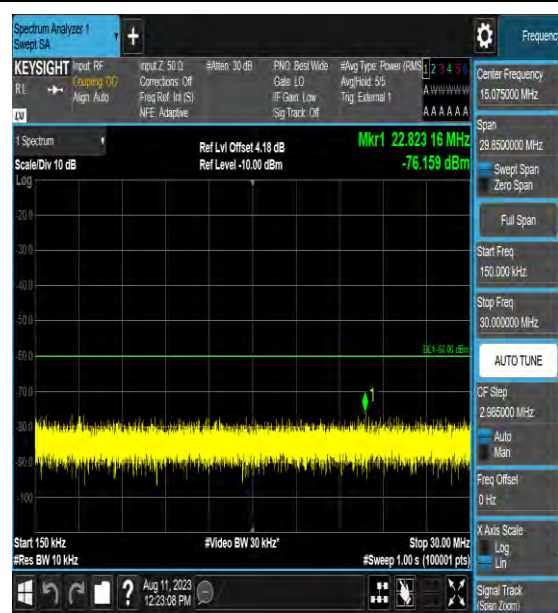 Spectrum Analyzer 1
Swept SA
Frequency
KEYSIGHT
Input: RF
Coupling: DC
Align: Auto
Input Z: 50 Ω
Corrections: Off
Freq Ref: Int (S)
NFE: Adaptive
#Atten: 30 dB
PNO: Best Wide
Gate: LO
IF Gain: Low
Sig Track: Off
#Avg Type: Power (RMS)
Avg|Hold: 5/5
Trig: External 1
1 2 3 4 5 6
A W W W W W
A A A A A A
RL
LW
1 Spectrum
Scale/Div 10 dB
Log
Ref Lvl Offset 4.18 dB
Ref Level -10.00 dBm
Mkr1 22.823 16 MHz
-76.159 dBm
-20.0
-30.0
-40.0
-50.0
-60.0
-70.0
-80.0
-90.0
-100
DL1 -60.00 dBm
1
Start 150 kHz
#Res BW 10 kHz
#Video BW 30 kHz*
Stop 30.00 MHz
#Sweep 1.00 s (100001 pts)
Aug 11, 2023
12:23:08 PM
Center Frequency
15.075000 MHz
Span
29.8500000 MHz
Swept Span
Zero Span
Full Span
Start Freq
150.000 kHz
Stop Freq
30.000000 MHz
AUTO TUNE
CF Step
2.985000 MHz
Auto
Man
Freq Offset
0 Hz
X Axis Scale
Log
Lin
Signal Track
(Span Zoom)